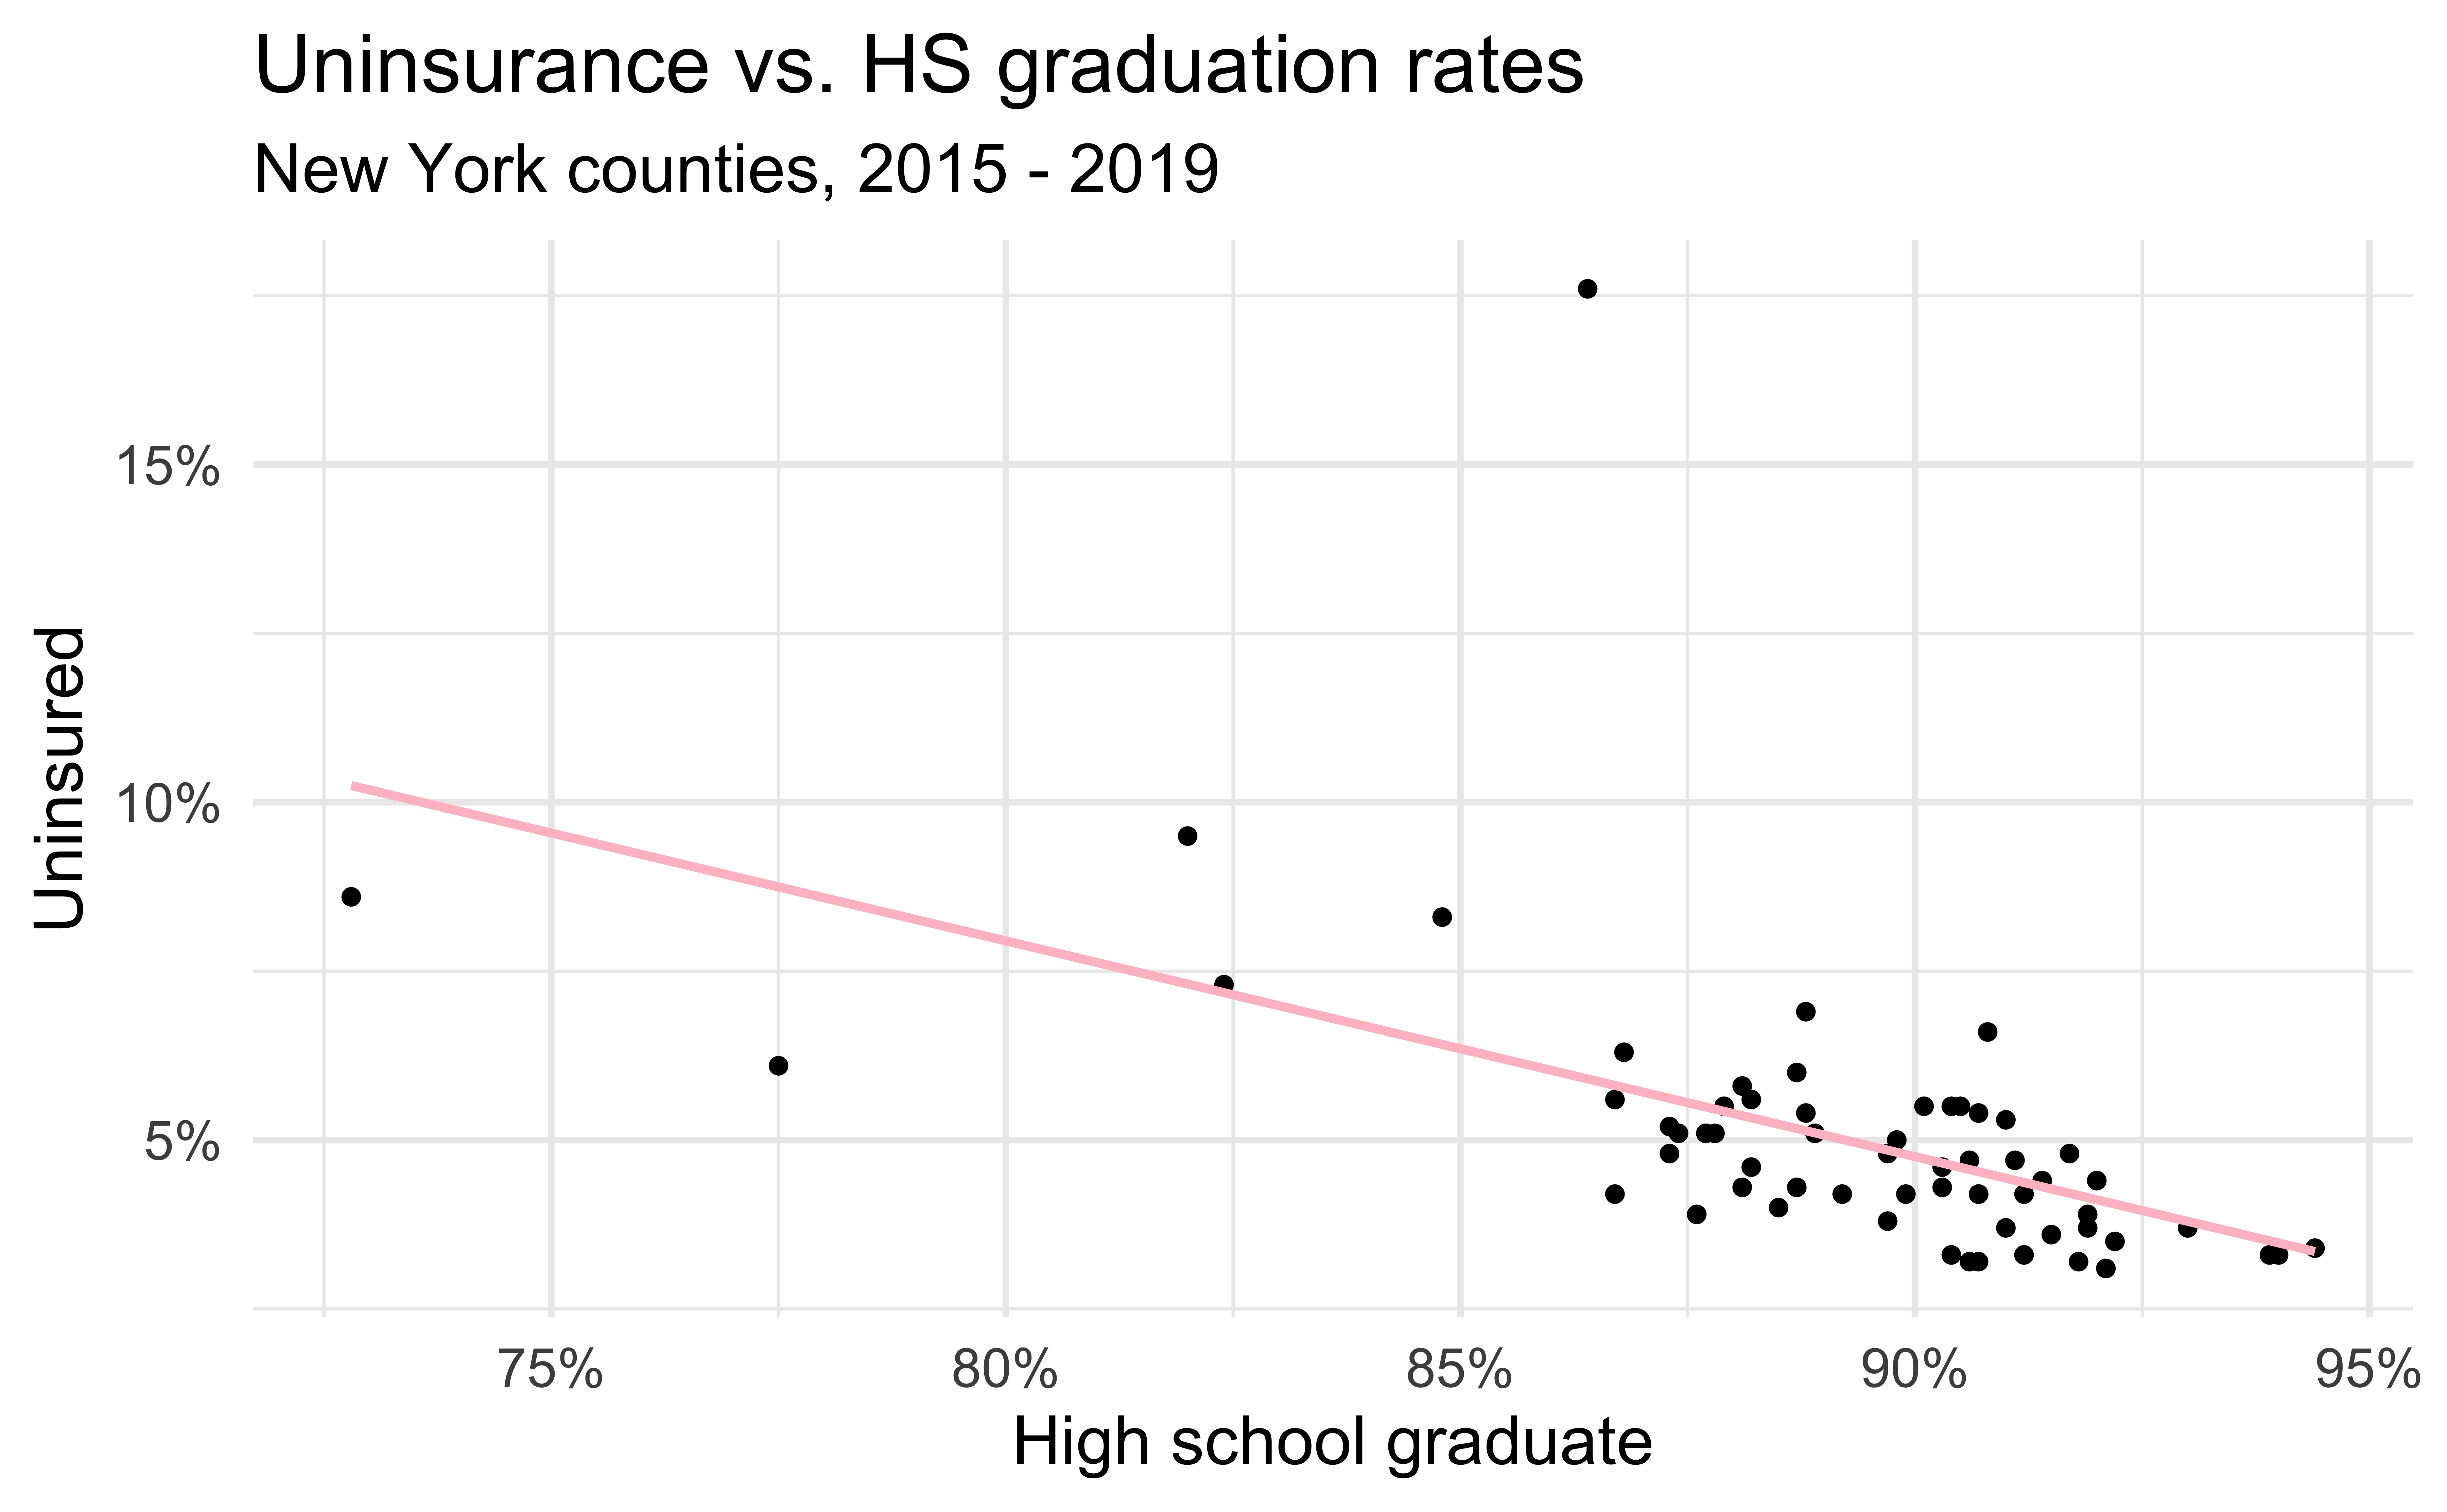 Uninsurance vs. HS graduation rates
New York counties, 2015 - 2019
Uninsured
15%
10%
5%
75% 80% 85% 90% 95%
High school graduate